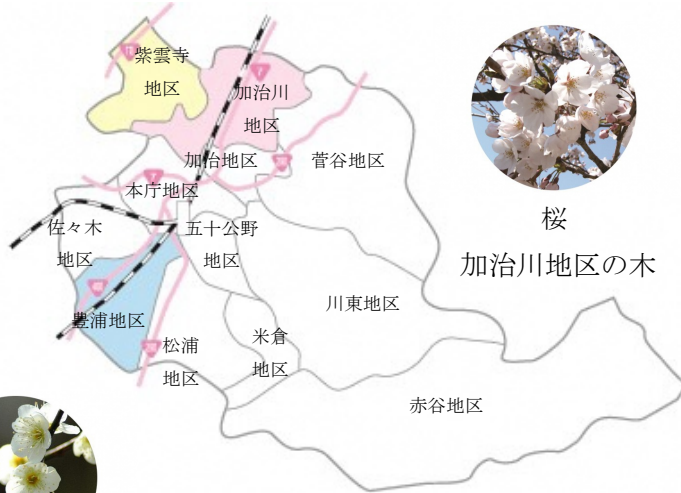 紫雲寺
地区
加治川
地区
7
加治地区
菅谷地区
7
本庁地区
佐々木
地区
五十公野
地区
豊浦地区
川東地区
米倉
地区
松浦
地区
赤谷地区
桜
加治川地区の木